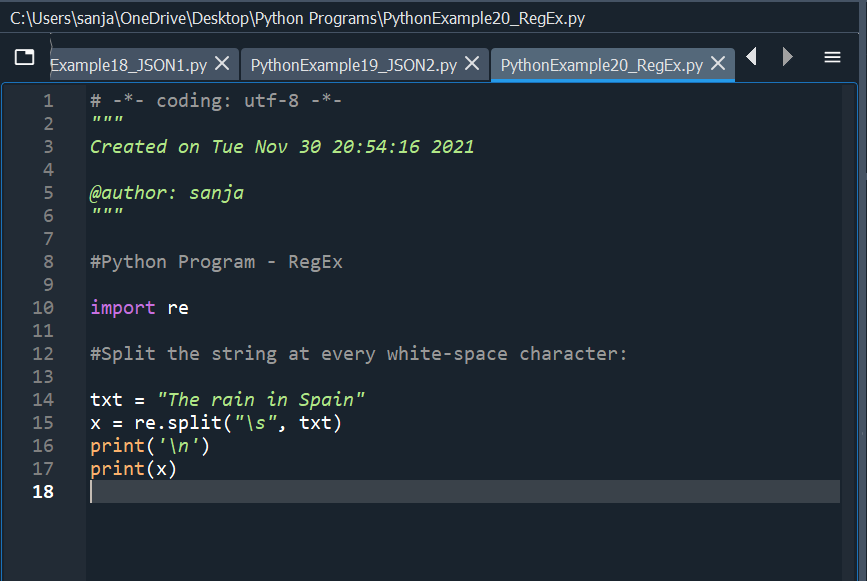 C:\Users\sanja\OneDrive\Desktop\Python Programs\PythonExample20_RegEx.py
Example18_JSON1.py PythonExample19_JSON2.py PythonExample20_RegEx.py
1 # -*- coding: utf-8 -*-
2 """
3 Created on Tue Nov 30 20:54:16 2021
4
5 @author: sanja
6 """
7
8 #Python Program - RegEx
9
10 import re
11
12 #Split the string at every white-space character:
13
14 txt = "The rain in Spain"
15 x = re.split("\s", txt)
16 print('\n')
17 print(x)
18